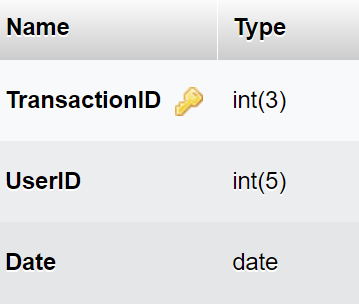 Name Type
TransactionID int(3)
UserID int(5)
Date date